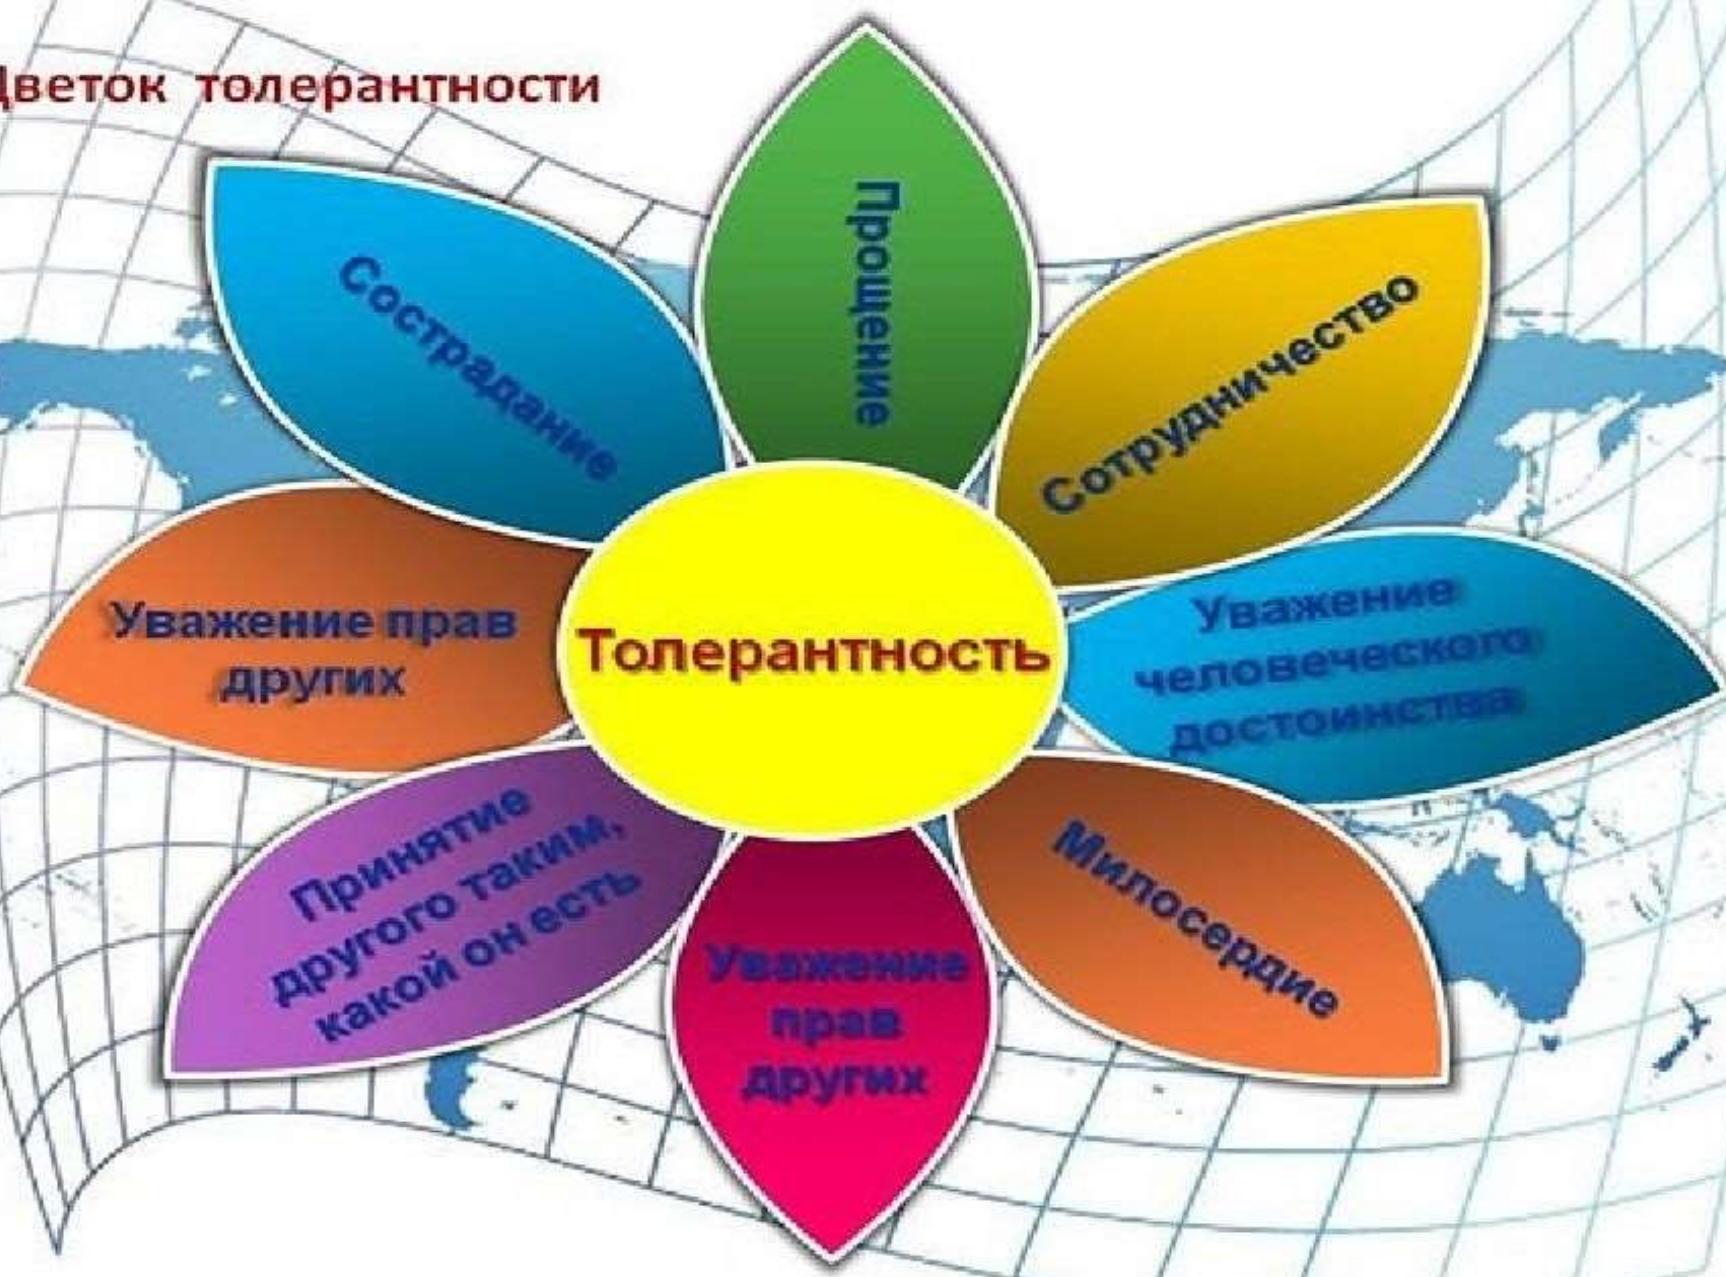 Цветок толерантности
Прощение
Сострадание
Сотрудничество
Уважение прав
других
Толерантность
Уважение
человеческого
достоинства
Принятие
другого таким,
какой он есть
Уважение
прав
других
Милосердие